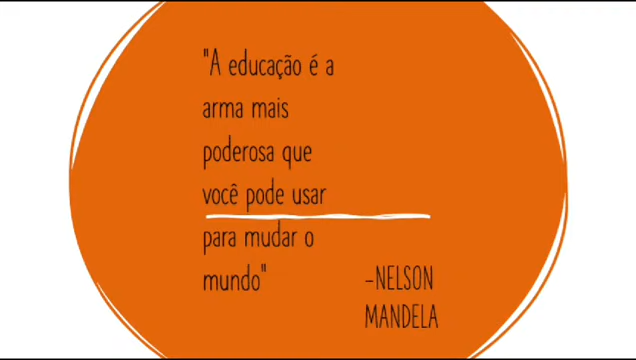 "A educação é a
arma mais
poderosa que
você pode usar
para mudar o
mundo"
-NELSON
MANDELA